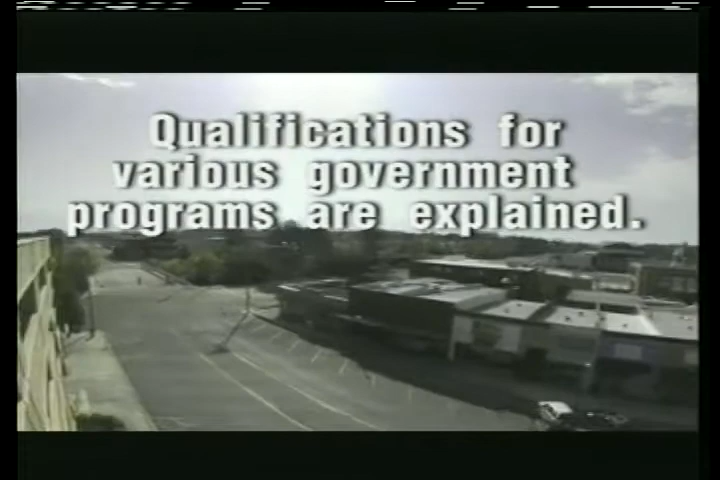 Qualifications for
various government
programs are explained.